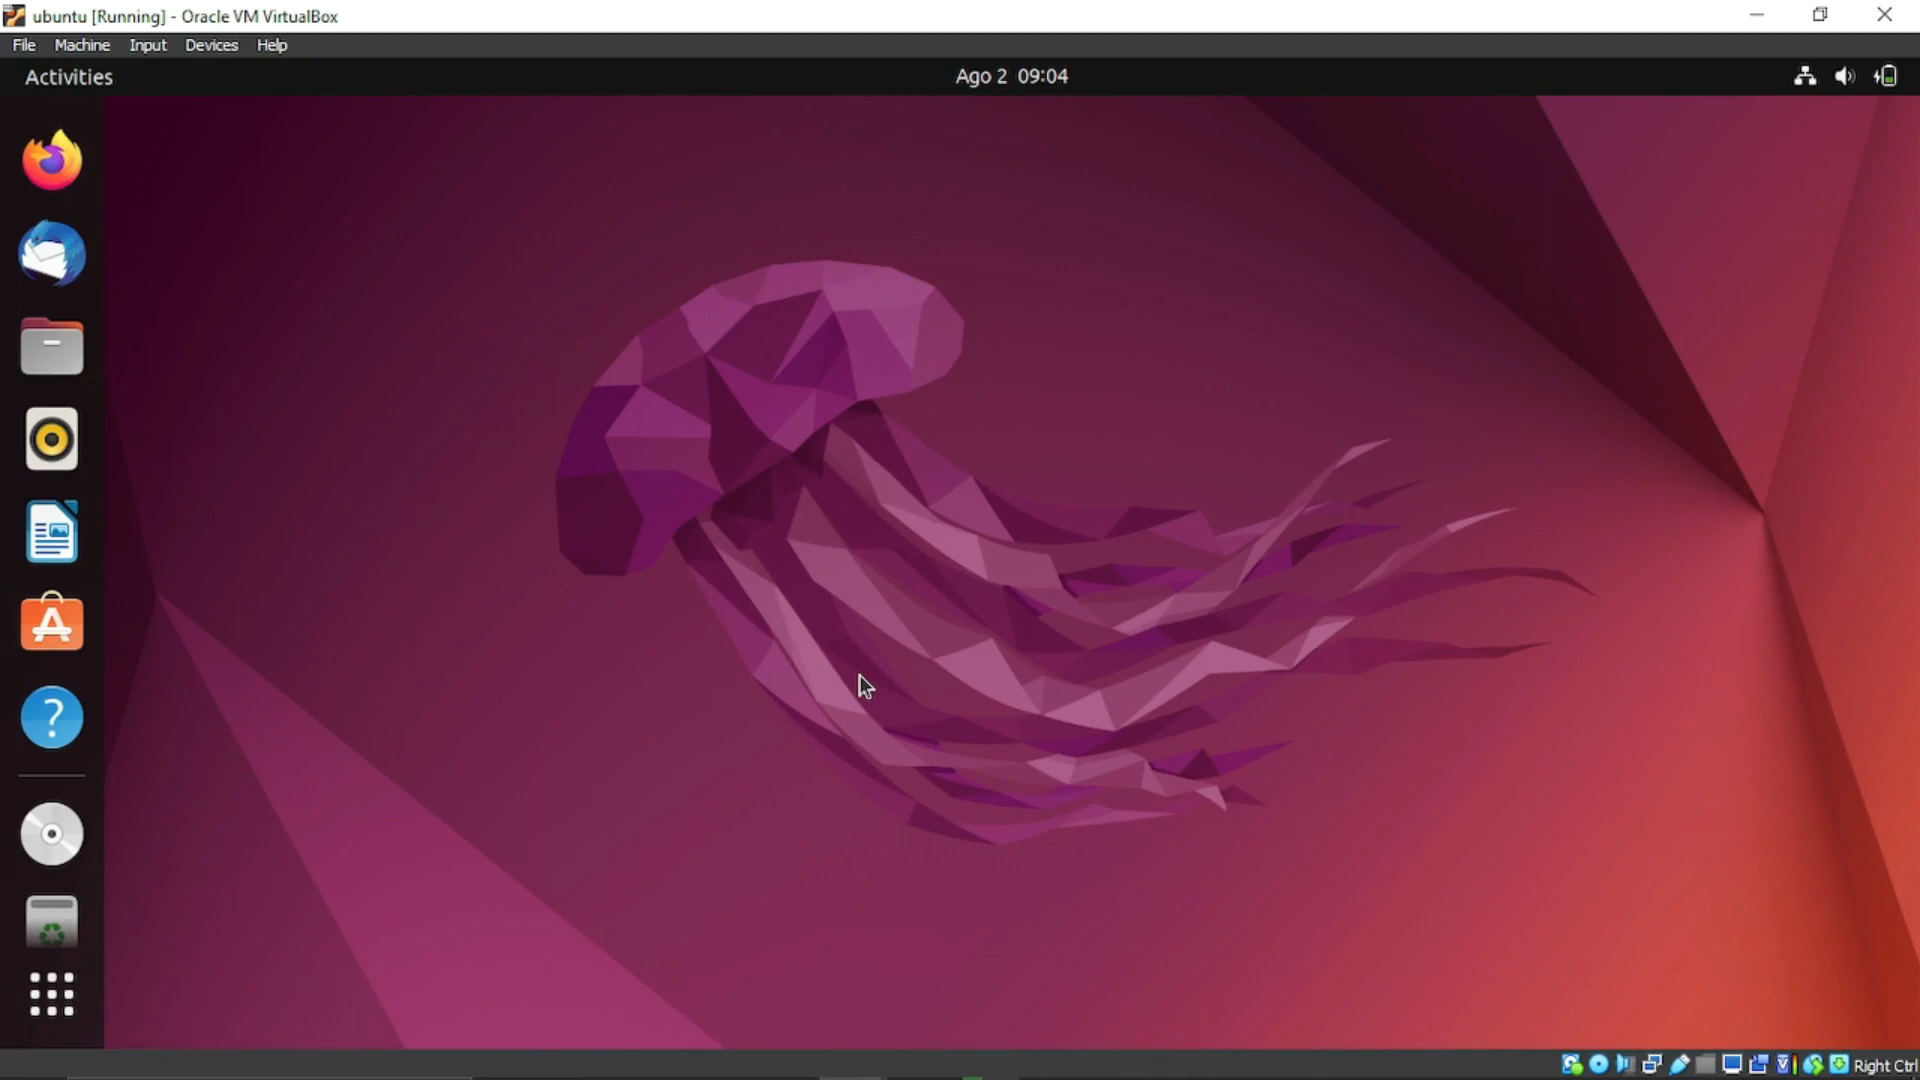 ubuntu [Running] - Oracle VM VirtualBox
File Machine Input Devices Help
Activities Ago 2 09:04
Right Ctrl